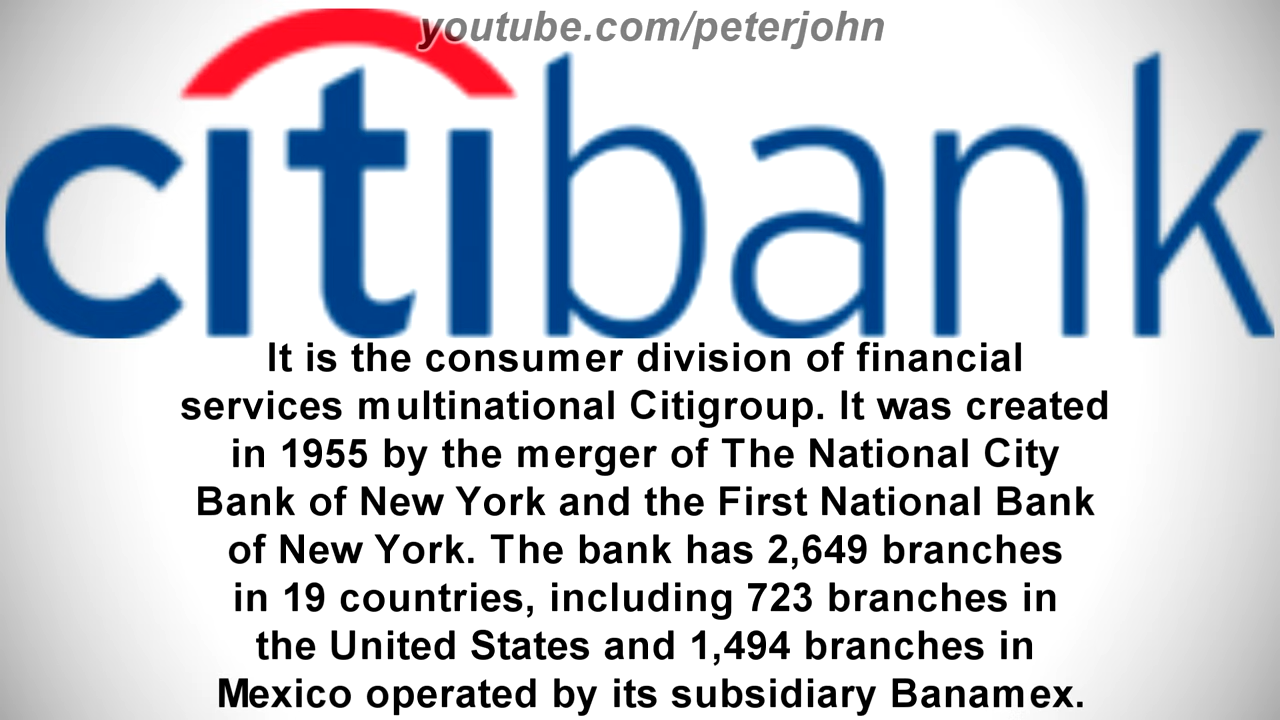 youtube.com/peterjohn
citibank
It is the consumer division of financial
services multinational Citigroup. It was created
in 1955 by the merger of The National City
Bank of New York and the First National Bank
of New York. The bank has 2,649 branches
in 19 countries, including 723 branches in
the United States and 1,494 branches in
Mexico operated by its subsidiary Banamex.